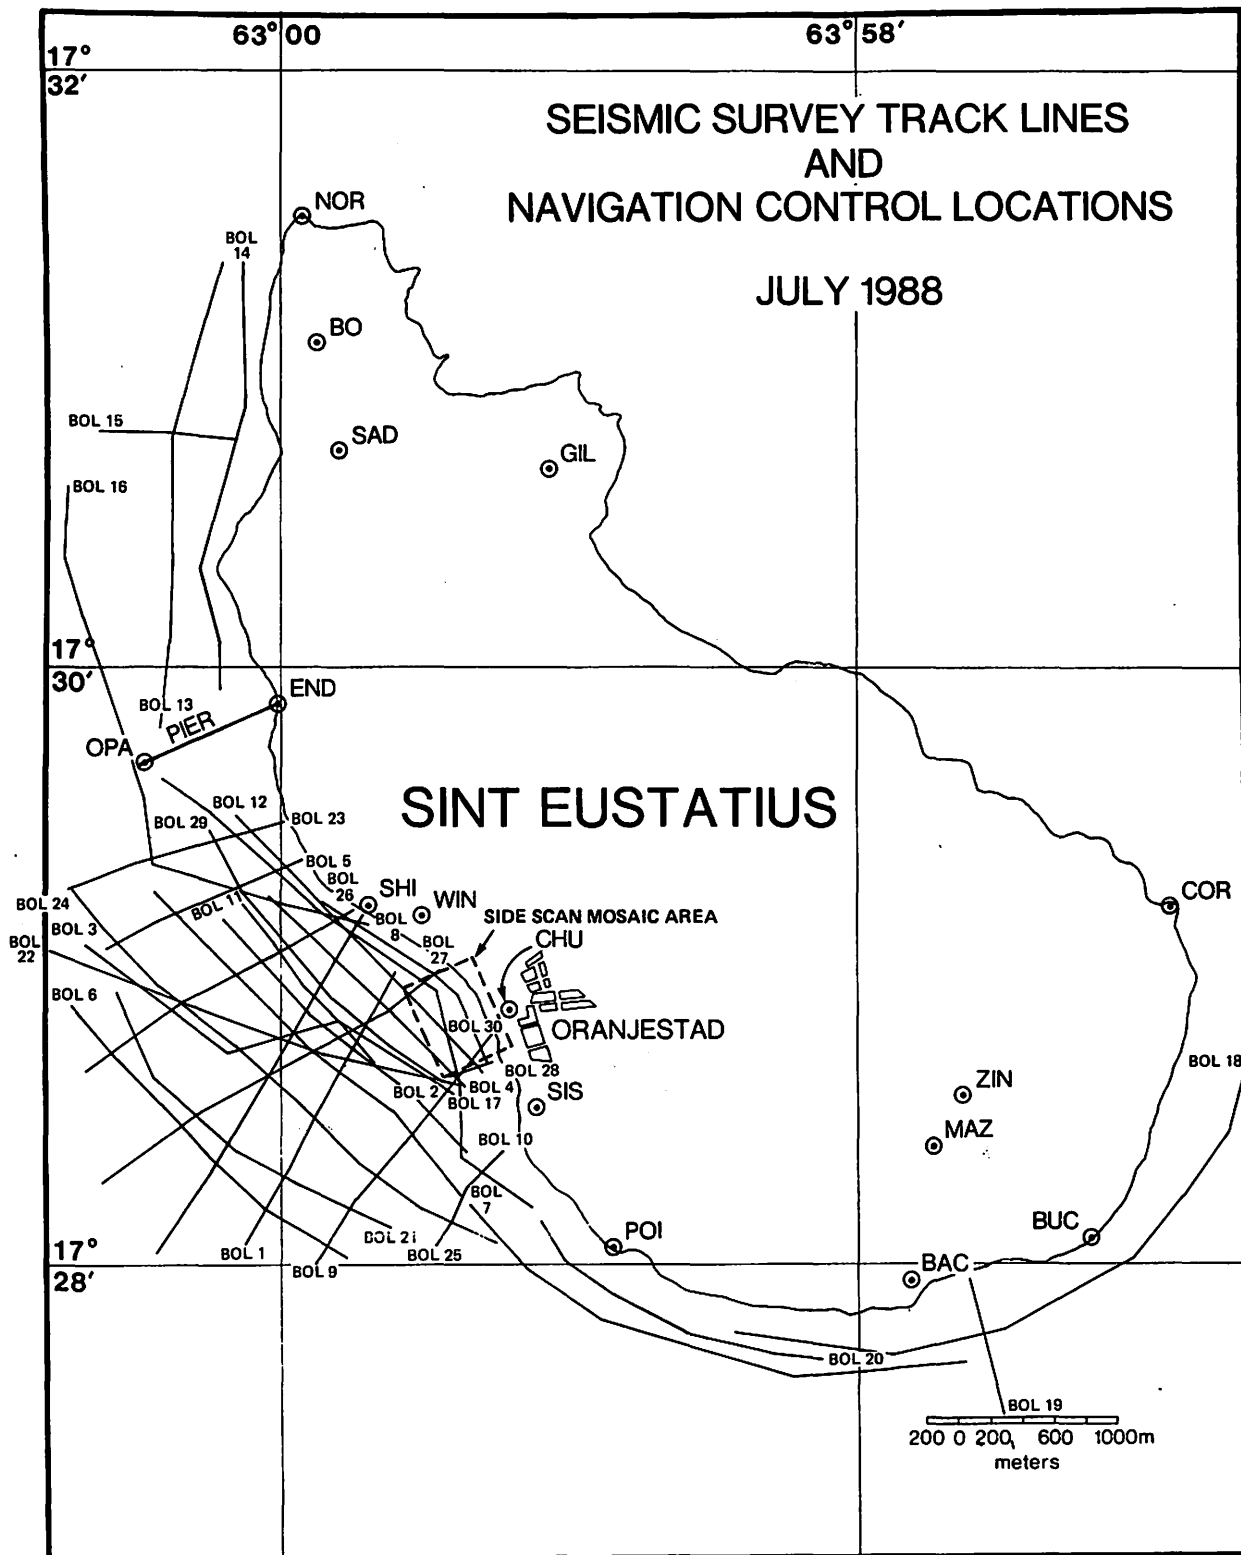 63°00
63°58′
17°
32′
SEISMIC SURVEY TRACK LINES
AND
NAVIGATION CONTROL LOCATIONS
JULY 1988
NOR
BOL
14
BO
BOL 15
SAD
GIL
BOL 16
17°
30′
END
BOL 13
PIER
OPA
SINT EUSTATIUS
BOL 12
BOL 29
BOL 23
BOL 5
BOL
26
SHI
WIN
COR
BOL 24
BOL 11
BOL
8
SIDE SCAN MOSAIC AREA
BOL 3
BOL
22
BOL
27
CHU
BOL 6
BOL 30
ORANJESTAD
BOL 28
BOL 18
BOL 2
BOL 4
BOL 17
SIS
ZIN
MAZ
BOL 10
BOL
7
BOL 21
BOL 25
POI
BUC
17°
28′
BOL 1
BOL 9
BAC
BOL 20
BOL 19
200 0 200 600 1000m
meters